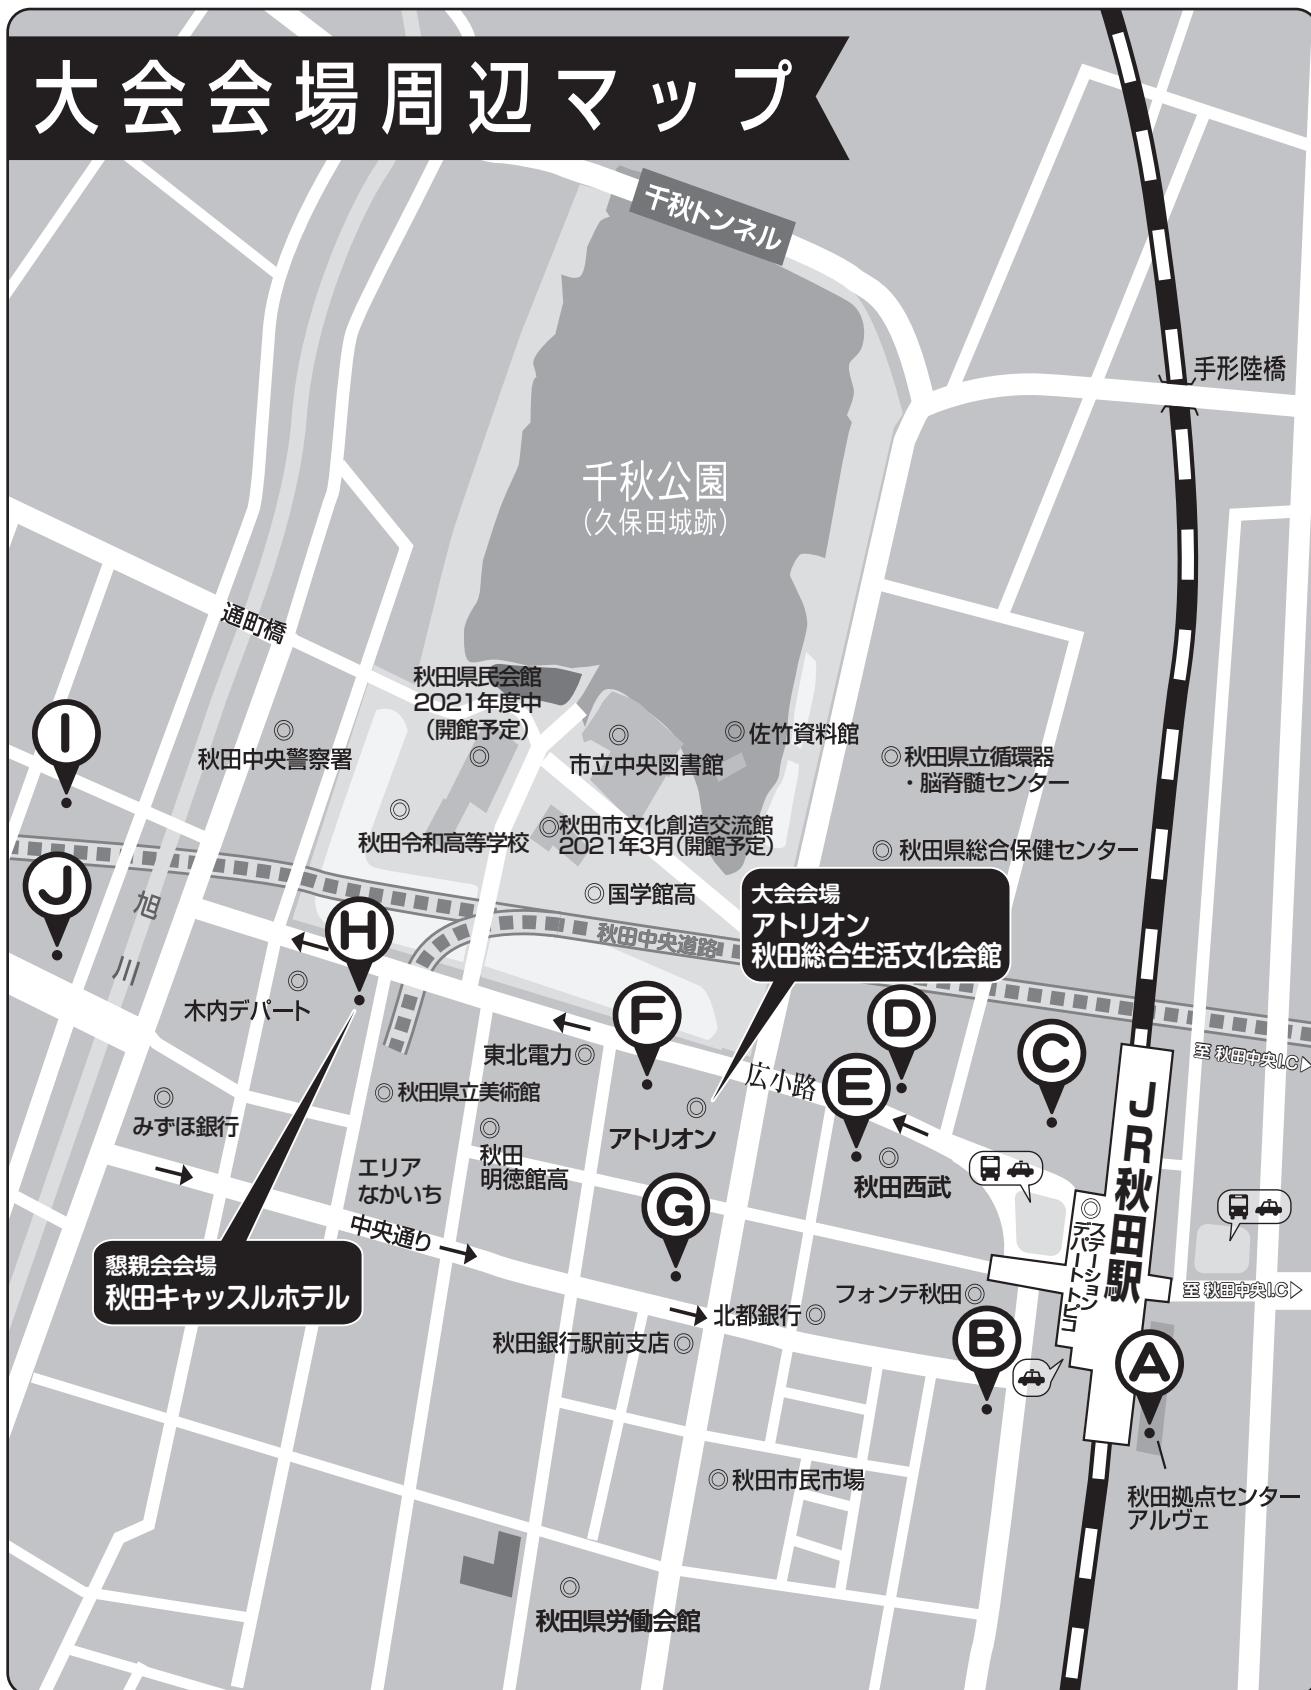 大会会場周辺マップ
千秋トンネル
手形陸橋
千秋公園
（久保田城跡）
通町橋
秋田県民会館
2021年度中
（開館予定）
I
秋田中央警察署
市立中央図書館
佐竹資料館
秋田県立循環器
・脳脊髄センター
秋田令和高等学校
秋田市文化創造交流館
2021年3月（開館予定）
秋田県総合保健センター
J
旭川
国学館高
大会会場
アトリオン
秋田総合生活文化会館
秋田中央道路
H
木内デパート
F
D
C
至 秋田中央I.C
東北電力
広小路
E
秋田県立美術館
みずほ銀行
アトリオン
JR秋田駅
秋田
明徳館高
エリア
なかいち
秋田西武
G
中央通り
ステーション
デパートトピコ
懇親会会場
秋田キャッスルホテル
フォンテ秋田
至 秋田中央I.C
北都銀行
秋田銀行駅前支店
B
A
秋田市民市場
秋田拠点センター
アルヴェ
秋田県労働会館